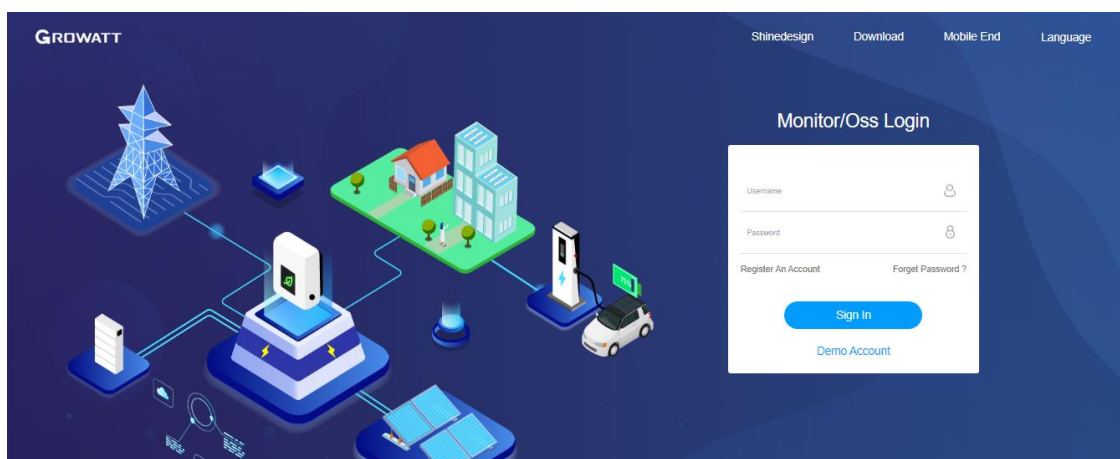 GROWATT
Shinedesign Download Mobile End Language
Monitor/Oss Login
Username
Password
Register An Account Forget Password ?
Sign In
Demo Account
75%